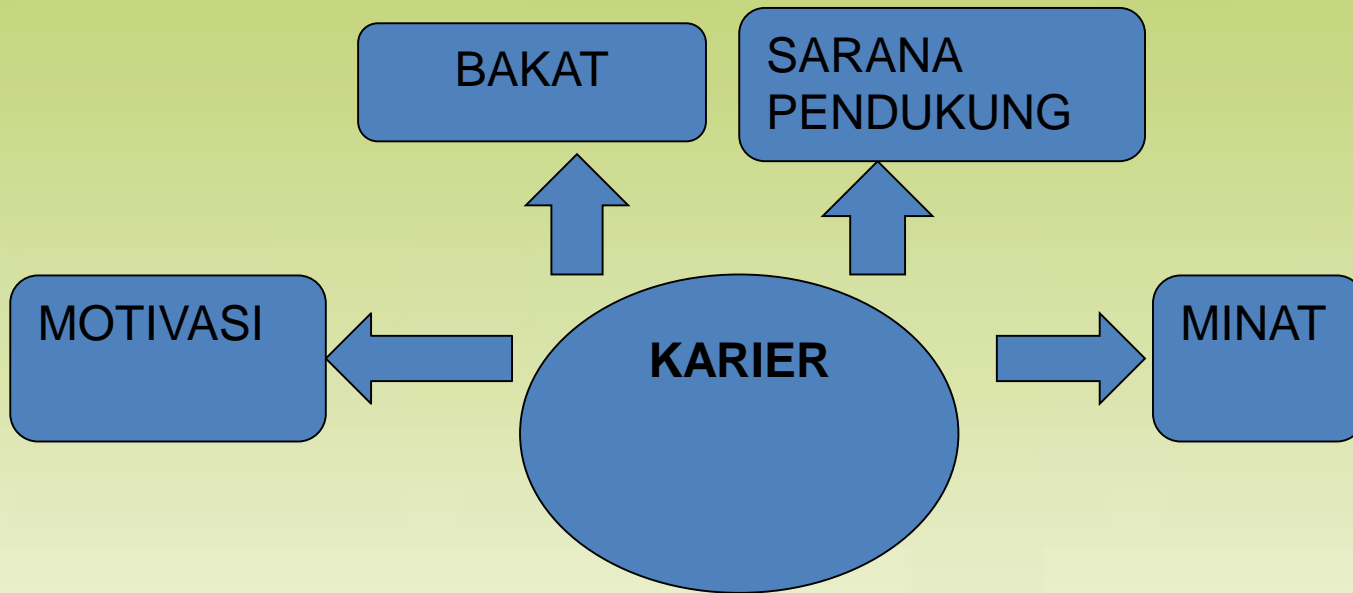 BAKAT
SARANA
PENDUKUNG
MOTIVASI
KARIER
MINAT